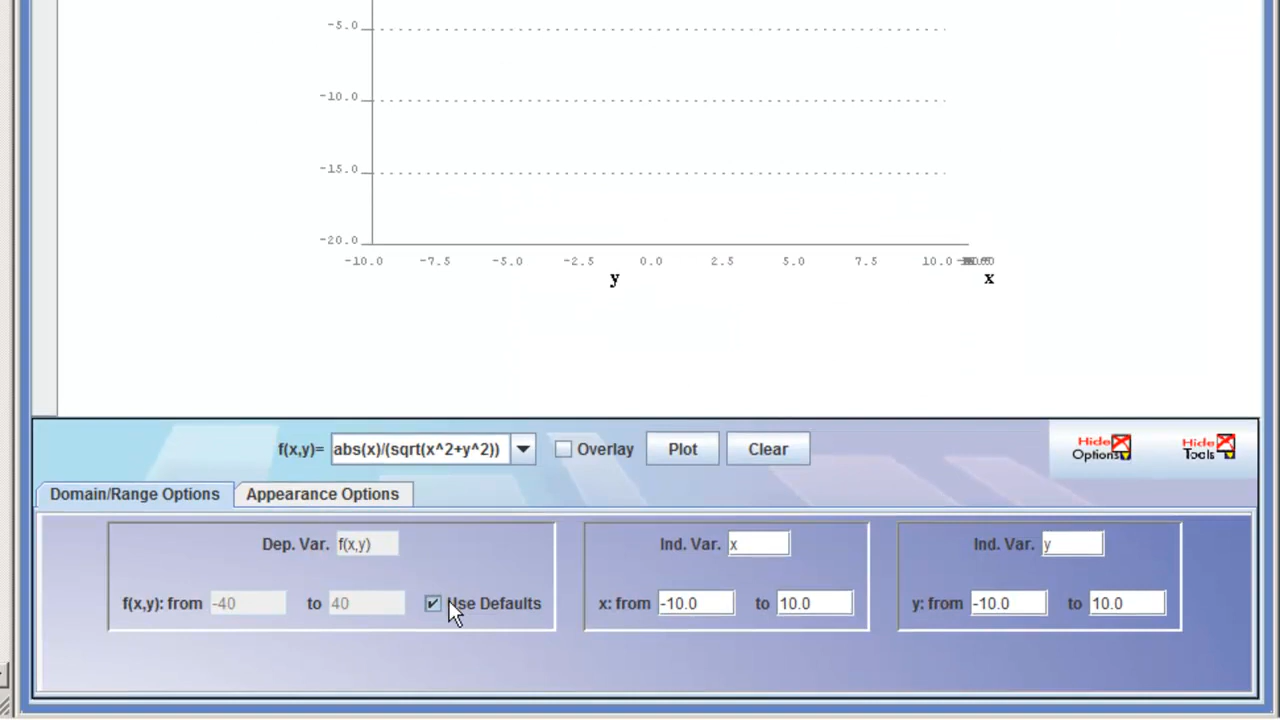 -5.0
-10.0
-15.0
-20.0
-10.0 -7.5 -5.0 -2.5 0.0 2.5 5.0 7.5 10.0
y x
f(x,y)= abs(x)/(sqrt(x^2+y^2)) Overlay Plot Clear Hide Options Hide Tools
Domain/Range Options Appearance Options
Dep. Var. f(x,y) Ind. Var. x Ind. Var. y
f(x,y): from -40 to 40 Use Defaults x: from -10.0 to 10.0 y: from -10.0 to 10.0